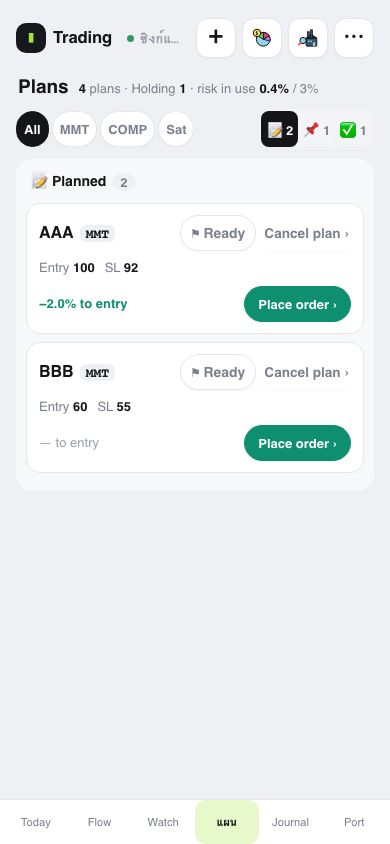 Trading ซิงก์แ...
Plans 4 plans · Holding 1 · risk in use 0.4% / 3%
All MMT COMP Sat 2 1 1
Planned 2
AAA MMT Ready Cancel plan ›
Entry 100 SL 92
−2.0% to entry Place order ›
BBB MMT Ready Cancel plan ›
Entry 60 SL 55
— to entry Place order ›
Today Flow Watch แผน Journal Port